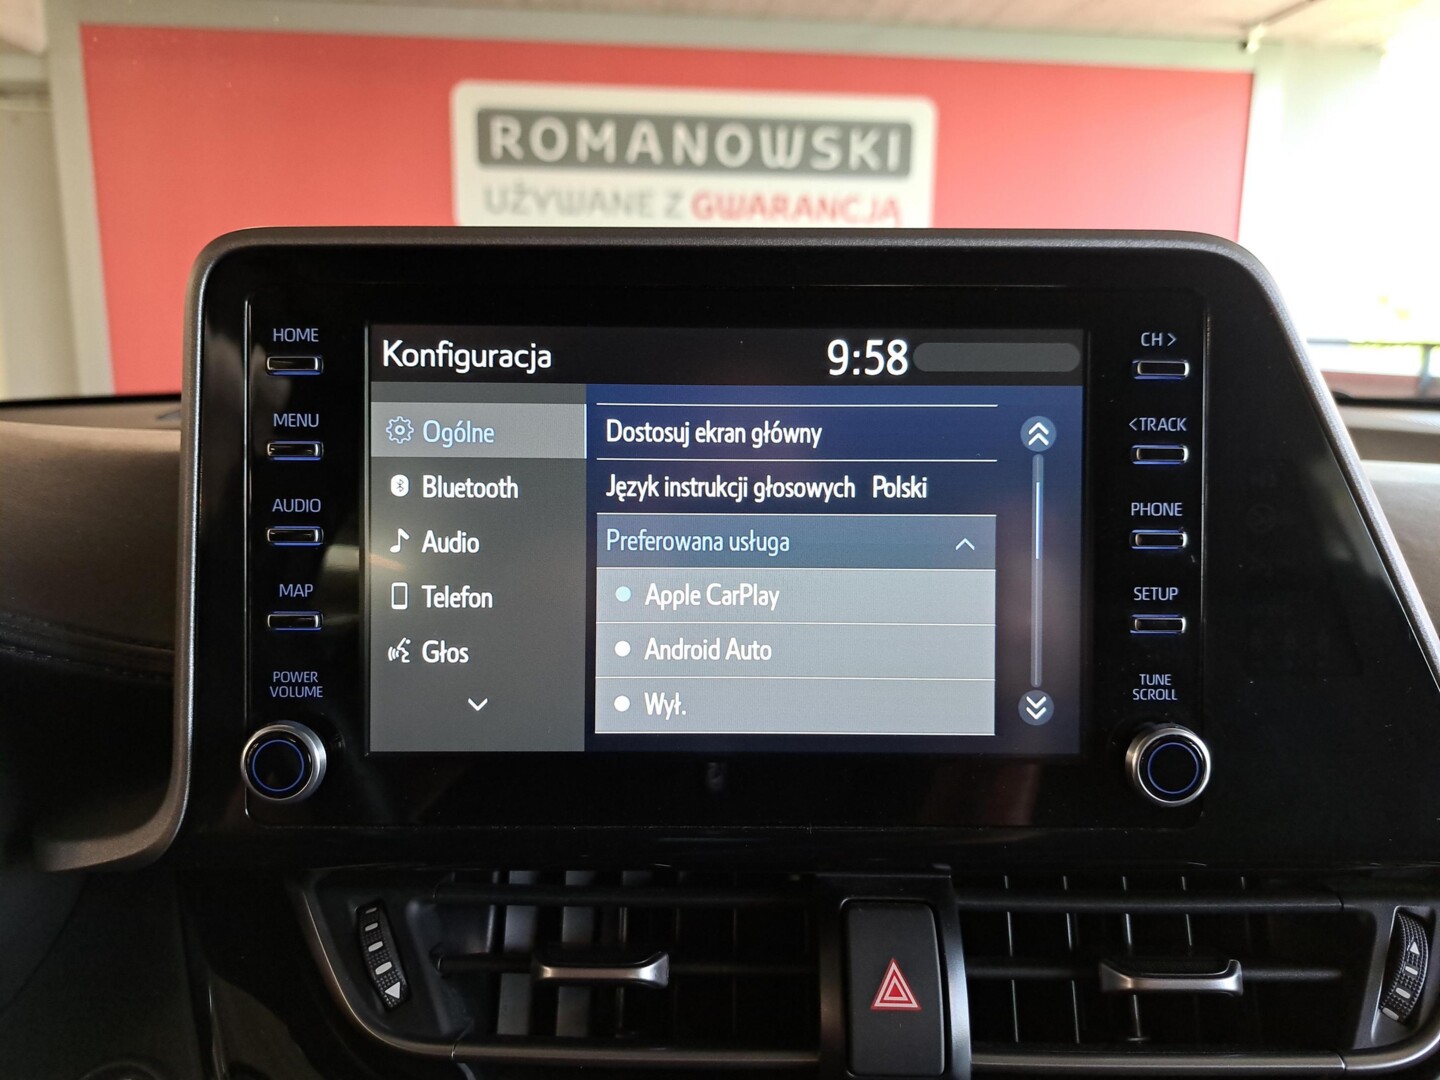 ROMANOWSKI
UŻYWANE Z GWARANCJĄ
HOME
MENU
AUDIO
MAP
POWER
VOLUME
Konfiguracja
9:58
Ogólne
Bluetooth
Audio
Telefon
Głos
Dostosuj ekran główny
Język instrukcji głosowych Polski
Preferowana usługa
Apple CarPlay
Android Auto
Wył.
CH >
< TRACK
PHONE
SETUP
TUNE
SCROLL